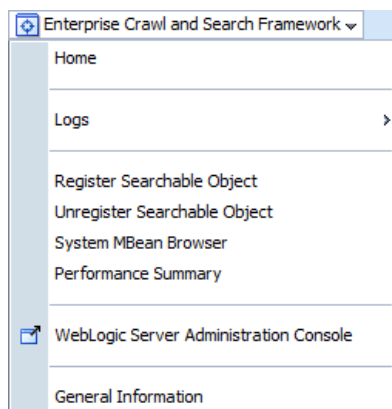 Enterprise Crawl and Search Framework
Home
Logs
Register Searchable Object
Unregister Searchable Object
System MBean Browser
Performance Summary
WebLogic Server Administration Console
General Information